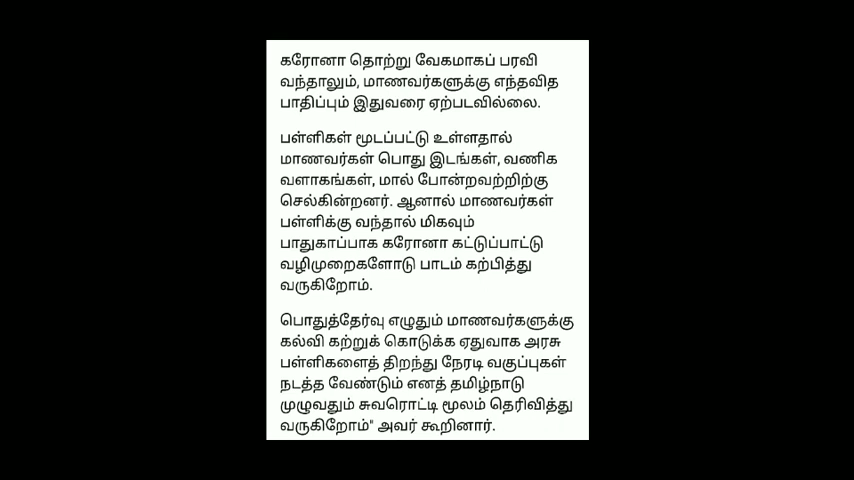 கரோனா தொற்று வேகமாகப் பரவி
வந்தாலும், மாணவர்களுக்கு எந்தவித
பாதிப்பும் இதுவரை ஏற்படவில்லை.
பள்ளிகள் மூடப்பட்டு உள்ளதால்
மாணவர்கள் பொது இடங்கள், வணிக
வளாகங்கள், மால் போன்றவற்றிற்கு
செல்கின்றனர். ஆனால் மாணவர்கள்
பள்ளிக்கு வந்தால் மிகவும்
பாதுகாப்பாக கரோனா கட்டுப்பாட்டு
வழிமுறைகளோடு பாடம் கற்பித்து
வருகிறோம்.
பொதுத்தேர்வு எழுதும் மாணவர்களுக்கு
கல்வி கற்றுக் கொடுக்க ஏதுவாக அரசு
பள்ளிகளைத் திறந்து நேரடி வகுப்புகள்
நடத்த வேண்டும் எனத் தமிழ்நாடு
முழுவதும் சுவரொட்டி மூலம் தெரிவித்து
வருகிறோம்" அவர் கூறினார்.